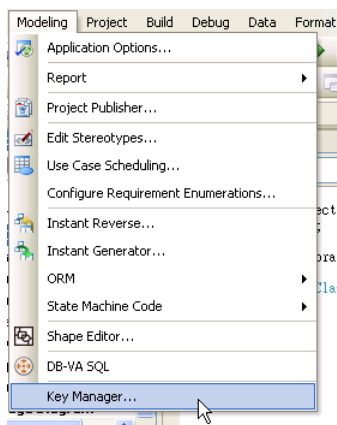 Modeling Project Build Debug Data Format
Application Options...
Report
Project Publisher...
Edit Stereotypes...
Use Case Scheduling...
Configure Requirement Enumerations...
Instant Reverse...
Instant Generator...
ORM
State Machine Code
Shape Editor...
DB-VA SQL
Key Manager...